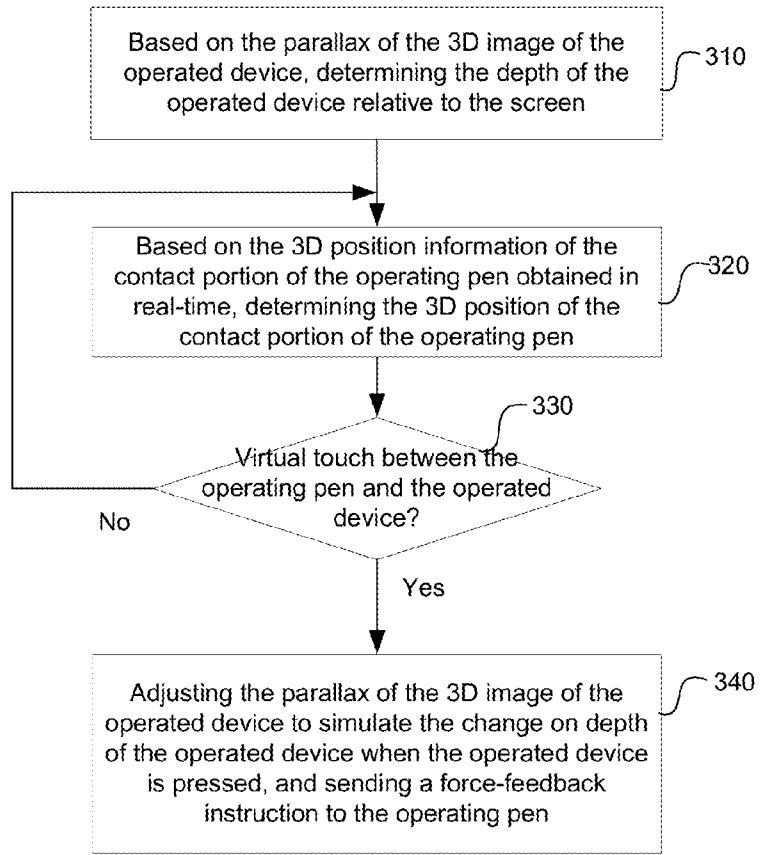 Based on the parallax of the 3D image of the
operated device, determining the depth of the
operated device relative to the screen
310
Based on the 3D position information of the
contact portion of the operating pen obtained in
real-time, determining the 3D position of the
contact portion of the operating pen
320
330
Virtual touch between the
operating pen and the operated
device?
No
Yes
Adjusting the parallax of the 3D image of the
operated device to simulate the change on depth
of the operated device when the operated device
is pressed, and sending a force-feedback
instruction to the operating pen
340